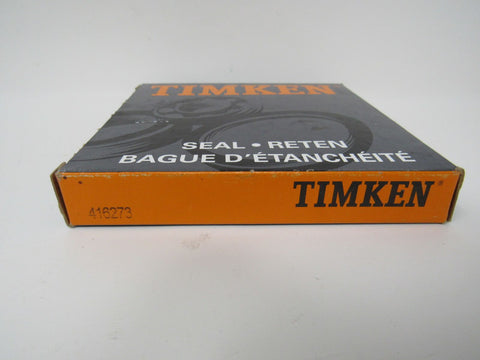 TIMKEN
SEAL • RETEN
BAGUE D'ÉTANCHÉITÉ
416273
TIMKEN